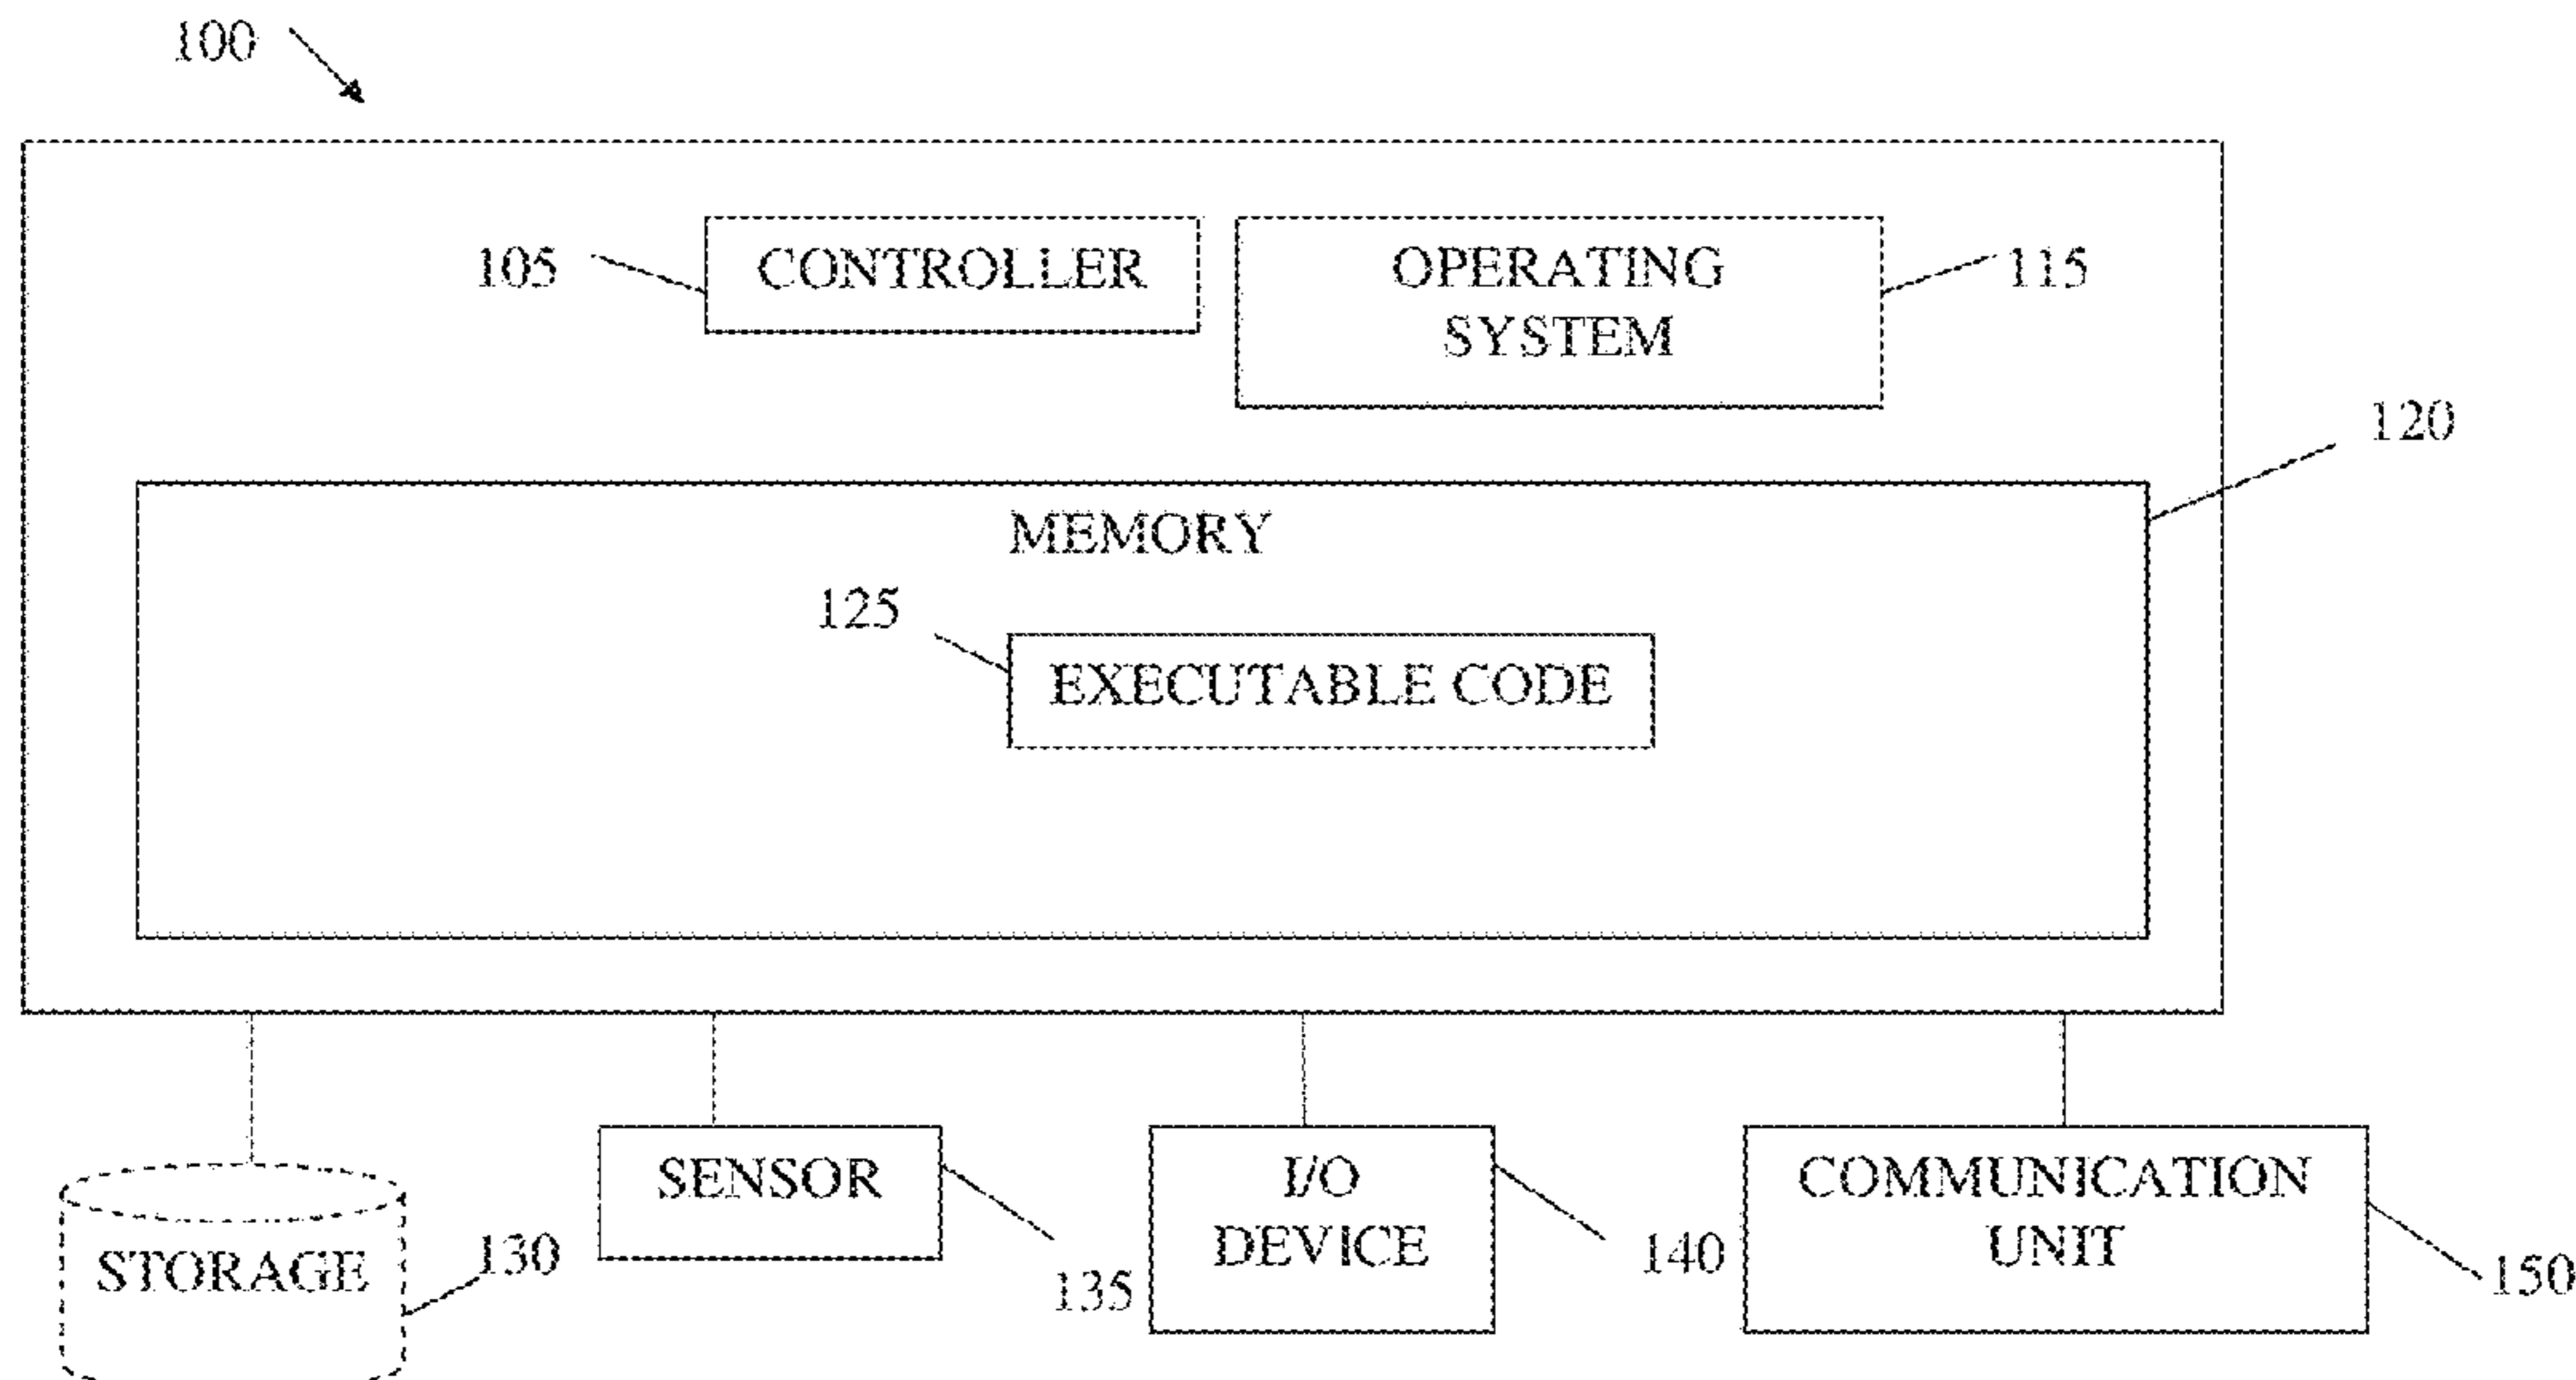 100
105
CONTROLLER
OPERATING
SYSTEM
115
120
MEMORY
125
EXECUTABLE CODE
STORAGE
130
SENSOR
135
I/O
DEVICE
140
COMMUNICATION
UNIT
150